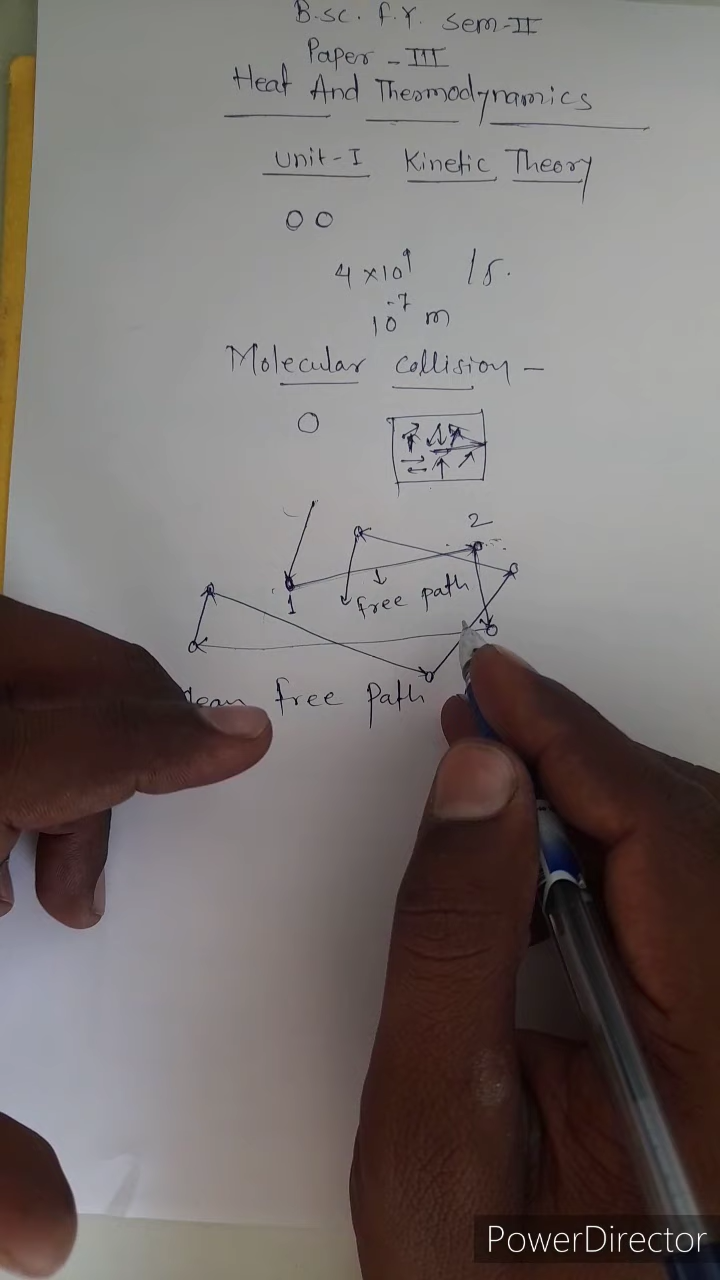 B.sc. F.Y. Sem-II
Paper - III
Heat And Thermodynamics
Unit-I Kinetic Theory
4 × 10⁹ /s.
10⁻⁷ m
Molecular Collision -
2
1
free path
Mean free Path
PowerDirector